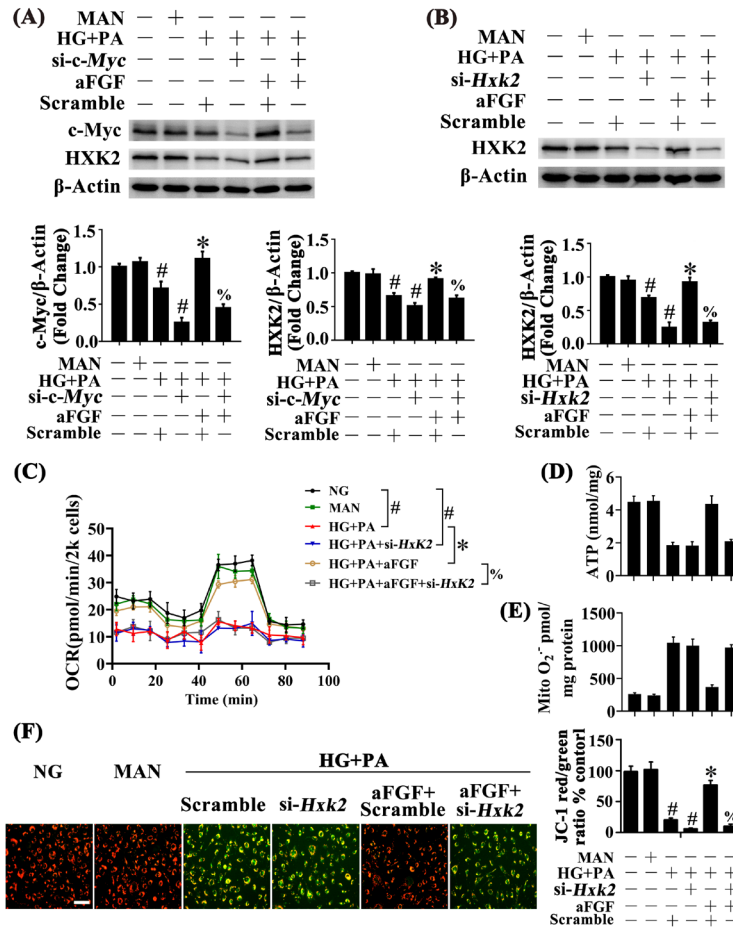 (A)
MAN — + — — — —
HG+PA — — + + + +
si-c-Myc — — — + — +
aFGF — — — — + +
Scramble — — + — + —
c-Myc
HXK2
β-Actin
(B)
MAN — + — — — —
HG+PA — — + + + +
si-Hxk2 — — — + — +
aFGF — — — — + +
Scramble — — + — + —
HXK2
β-Actin
c-Myc/β-Actin
(Fold Change)
1.5
1.0
0.5
0.0
# # * %
MAN — + — — — —
HG+PA — — + + + +
si-c-Myc — — — + — +
aFGF — — — — + +
Scramble — — + — + —
HXK2/β-Actin
(Fold Change)
1.5
1.0
0.5
0.0
# # * %
MAN — + — — — —
HG+PA — — + + + +
si-c-Myc — — — + — +
aFGF — — — — + +
Scramble — — + — + —
HXK2/β-Actin
(Fold Change)
1.5
1.0
0.5
0.0
# # * %
MAN — + — — — —
HG+PA — — + + + +
si-Hxk2 — — — + — +
aFGF — — — — + +
Scramble — — + — + —
(C)
OCR(pmol/min/2k cells)
50
40
30
20
10
0
0 20 40 60 80 100
Time (min)
NG
MAN
HG+PA
HG+PA+si-HxK2
HG+PA+aFGF
HG+PA+aFGF+si-HxK2
# # * %
(D)
ATP (nmol/mg)
6
4
2
0
(E)
Mito O2·- pmol/
mg protein
1500
1000
500
0
JC-1 red/green
ratio % contorl
150
100
50
0
# # * %
MAN — + — — — —
HG+PA — — + + + +
si-Hxk2 — — — + — +
aFGF — — — — + +
Scramble — — + — + —
(F)
HG+PA
NG MAN Scramble si-Hxk2 aFGF+
Scramble aFGF+
si-Hxk2